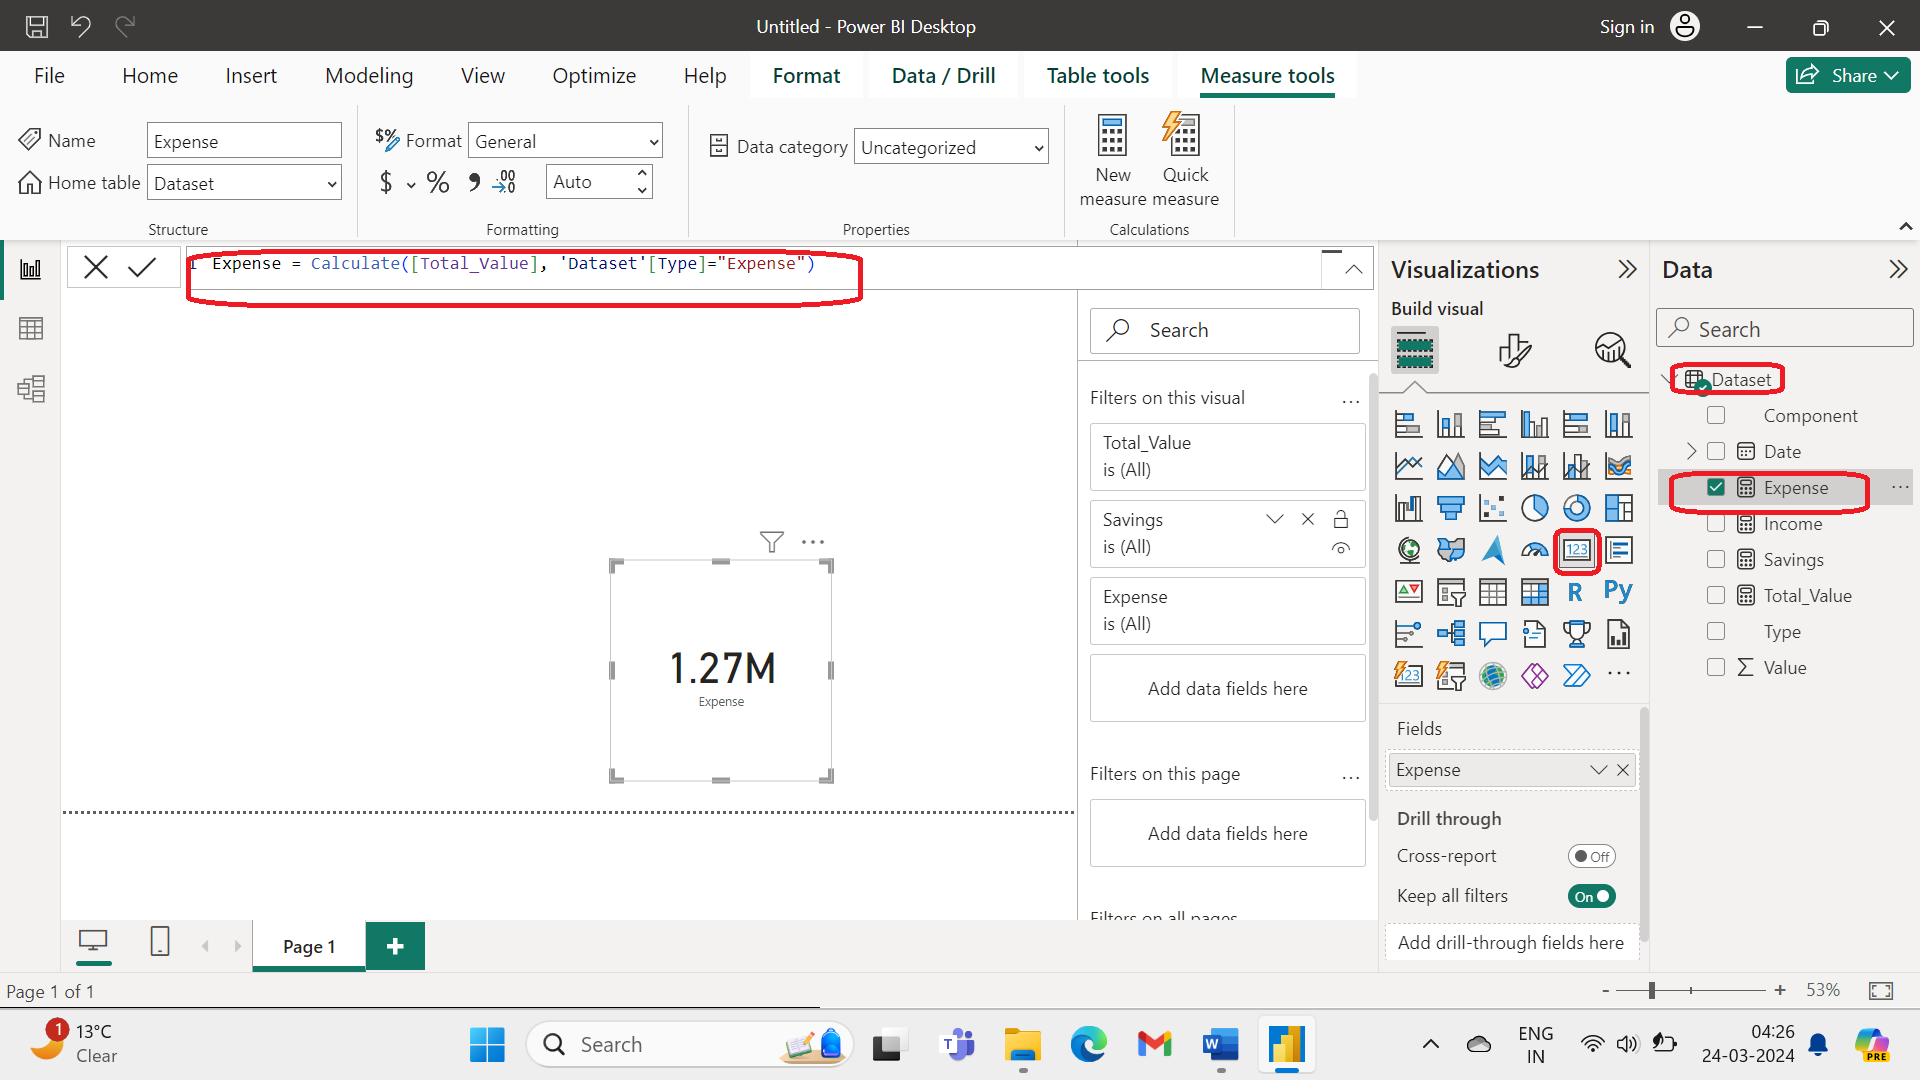 Untitled - Power BI Desktop
Sign in
File Home Insert Modeling View Optimize Help Format Data / Drill Table tools Measure tools
Share
Name
Expense
Home table
Dataset
Structure
$% Format
General
$ % 9 .00
Auto
Formatting
Data category
Uncategorized
Properties
New measure
Quick measure
Calculations
1 Expense = Calculate([Total_Value], 'Dataset'[Type]="Expense")
1.27M
Expense
Search
Filters on this visual ...
Total_Value
is (All)
Savings
is (All)
Expense
is (All)
Add data fields here
Filters on this page ...
Add data fields here
Filters on all pages
Visualizations
Build visual
123
R
Py
123
...
Fields
Expense
Drill through
Cross-report
Off
Keep all filters
On
Add drill-through fields here
Data
Search
Dataset
Component
Date
Expense ...
Income
Savings
Total_Value
Type
Σ Value
Page 1
+
Page 1 of 1
- + 53%
1
13°C
Clear
Search
T
W
ENG
IN
04:26
24-03-2024
PRE